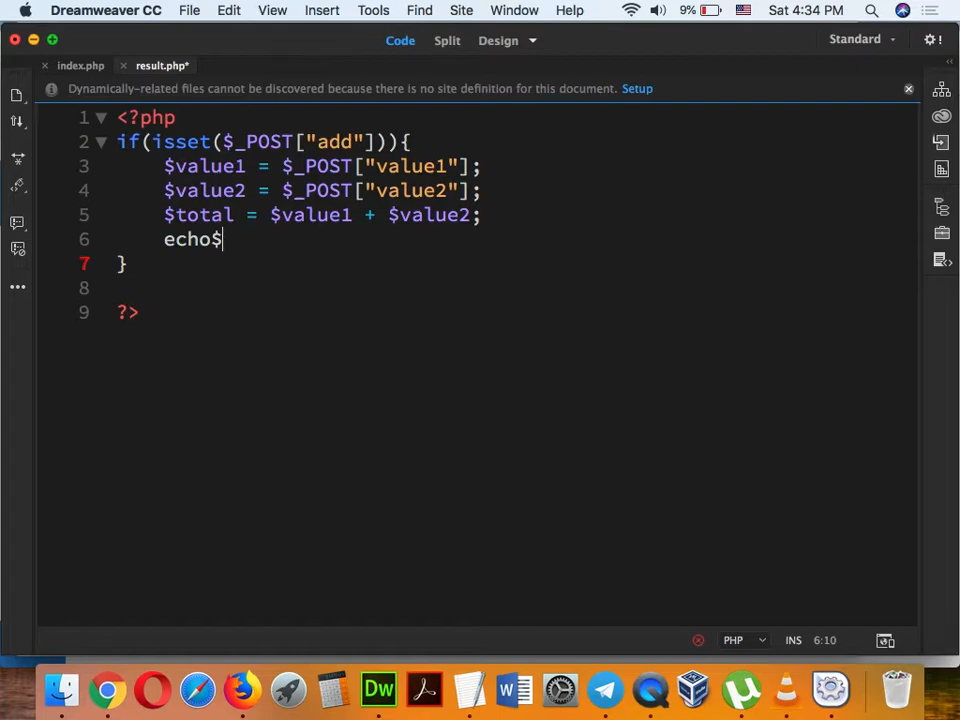 Dreamweaver CC File Edit View Insert Tools Find Site Window Help 9% Sat 4:34 PM
Code Split Design Standard
index.php result.php*
Dynamically-related files cannot be discovered because there is no site definition for this document. Setup
1 <?php
2 if(isset($_POST["add"])){
3 $value1 = $_POST["value1"];
4 $value2 = $_POST["value2"];
5 $total = $value1 + $value2;
6 echo$
7 }
8
9 ?>
PHP INS 6:10
Dw W